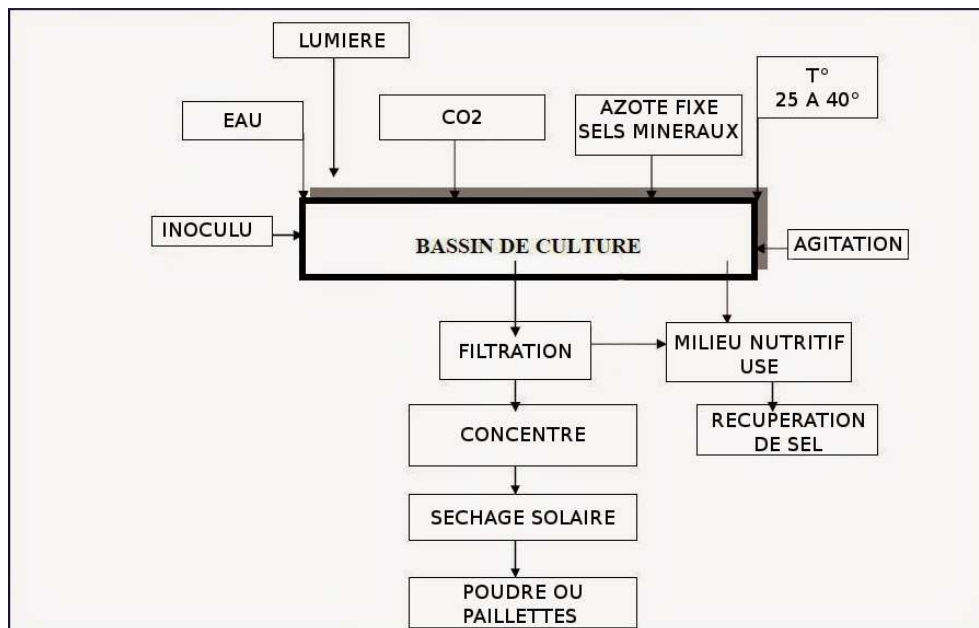 LUMIERE
EAU
CO2
AZOTE FIXE
SELS MINERAUX
T°
25 A 40°
INOCULU
BASSIN DE CULTURE
AGITATION
FILTRATION
MILIEU NUTRITIF
USE
CONCENTRE
RECUPERATION
DE SEL
SECHAGE SOLAIRE
POUDRE OU
PAILLETTES